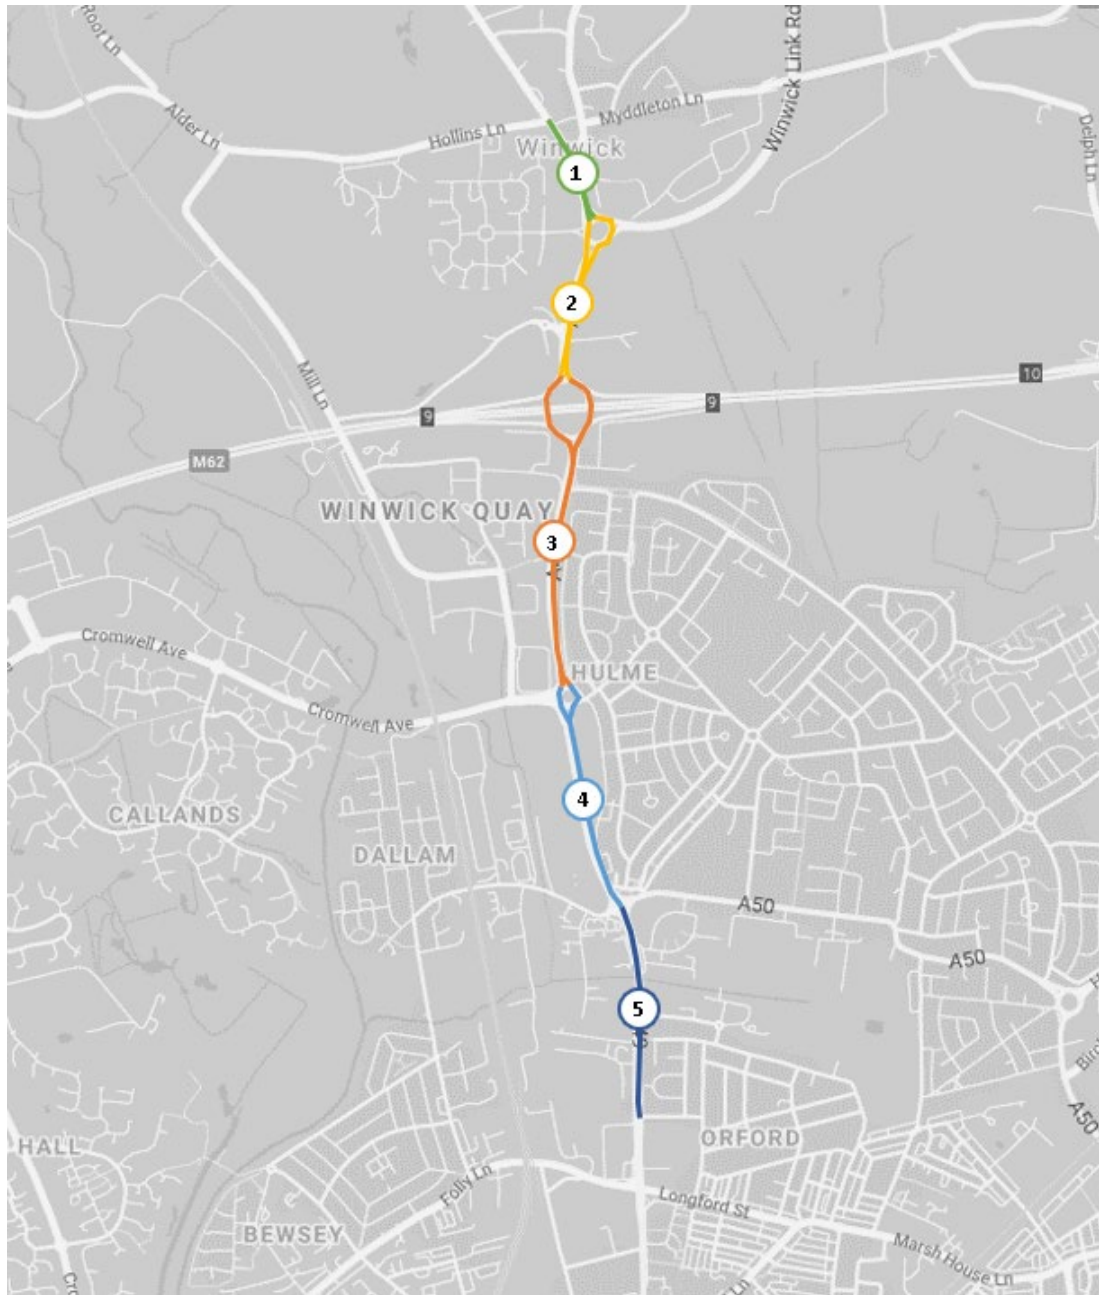 Roor Ln
Winwick Link Rd
Alder Ln
Hollins Ln
Myddleton Ln
Delph Ln
Winwick
1
2
Mill Ln
10
9
9
M62
WINWICK QUAY
3
Cromwell Ave
HULME
Cromwell Ave
4
CALLANDS
DALLAM
A50
A50
5
A50
HALL
ORFORD
Folly Ln
Longford St
BEWSEY
Marsh House Ln